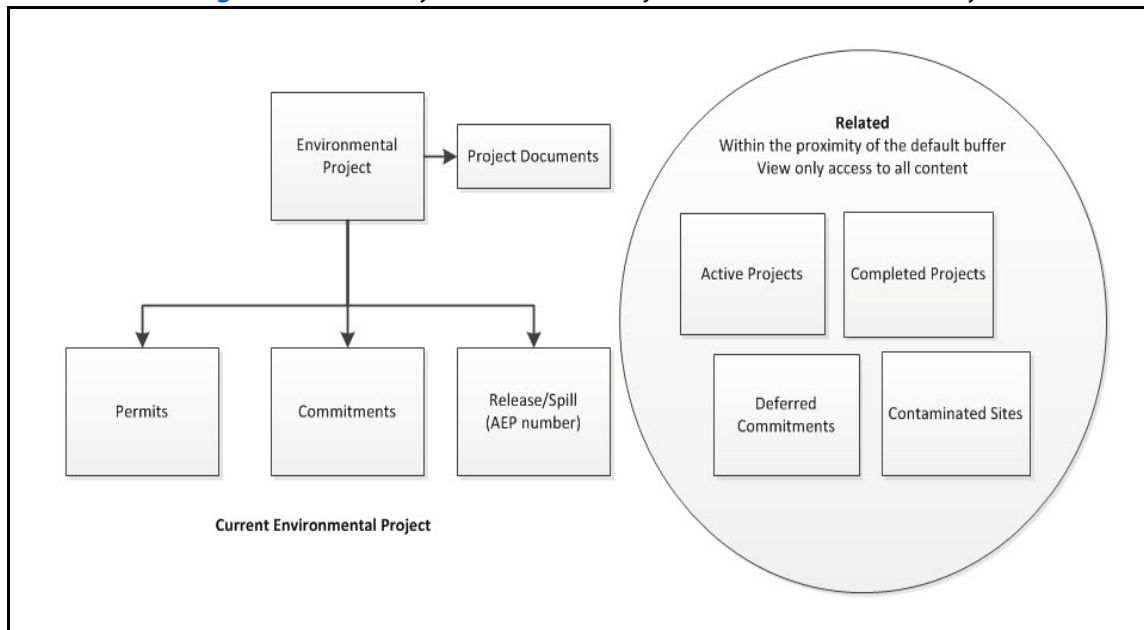 Environmental
Project
Project Documents
Permits
Commitments
Release/Spill
(AEP number)
Current Environmental Project
Related
Within the proximity of the default buffer
View only access to all content
Active Projects
Completed Projects
Deferred
Commitments
Contaminated Sites